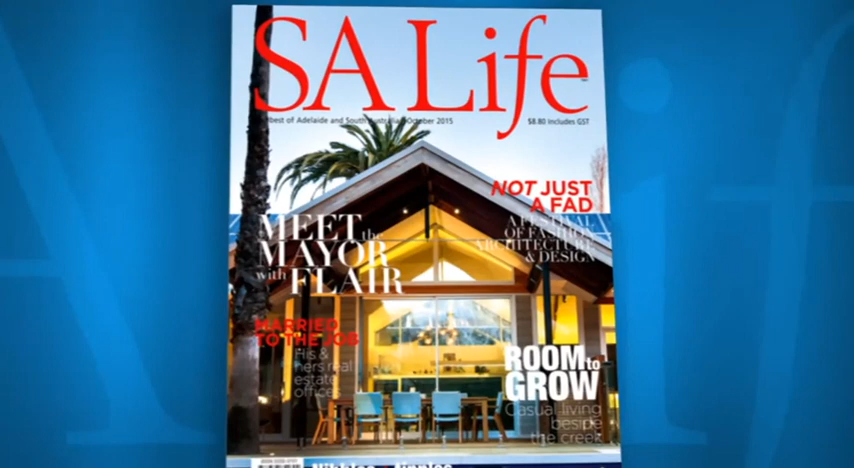 SA Life
best of Adelaide and South Australia October 2015
$8.80 Includes GST
NOT JUST
A FAD
A FESTIVAL
OF FASHION,
ARCHITECTURE
& DESIGN
MEET the
MAYOR
with FLAIR
MARRIED
TO THE JOB
His &
hers real
estate
office
ROOM to
GROW
Casual living
beside
the creek